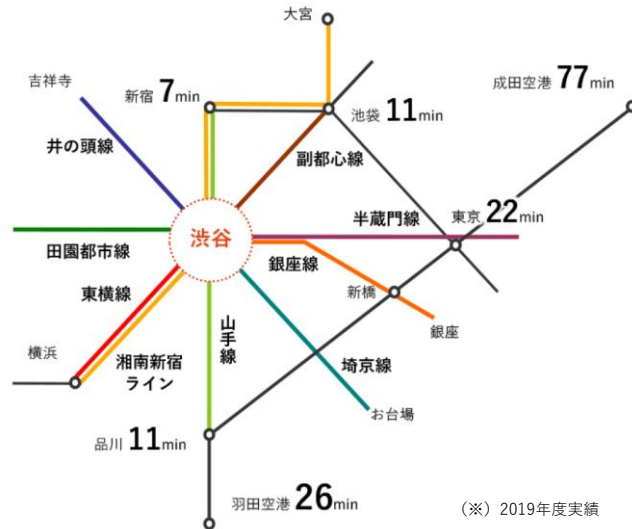 大宮
成田空港 77min
吉祥寺
新宿 7min
池袋 11min
井の頭線
副都心線
半蔵門線
東京 22min
渋谷
田園都市線
銀座線
東横線
新橋
山手線
銀座
横浜
湘南新宿
ライン
埼京線
お台場
品川 11min
羽田空港 26min
(※) 2019年度実績